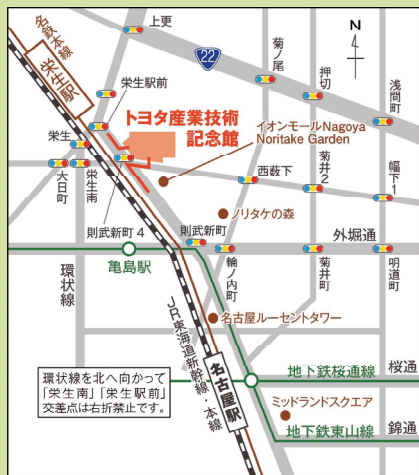 名鉄本線
栄生駅
上更
22
菊ノ尾
押切
浅間町
4
栄生駅前
トヨタ産業技術
記念館
イオンモールNagoya
Noritake Garden
栄生
大日町
栄生南
西薮下
菊井2
幅下1
ノリタケの森
則武新町4
則武新町
外堀通
亀島駅
輪ノ内町
菊井町
明道町
環状線
JR東海道新幹線・本線
名古屋ルーセントタワー
名古屋駅
地下鉄桜通線
桜通
環状線を北へ向かって
「栄生南」「栄生駅前」
交差点は右折禁止です。
ミッドランドスクエア
地下鉄東山線
錦通